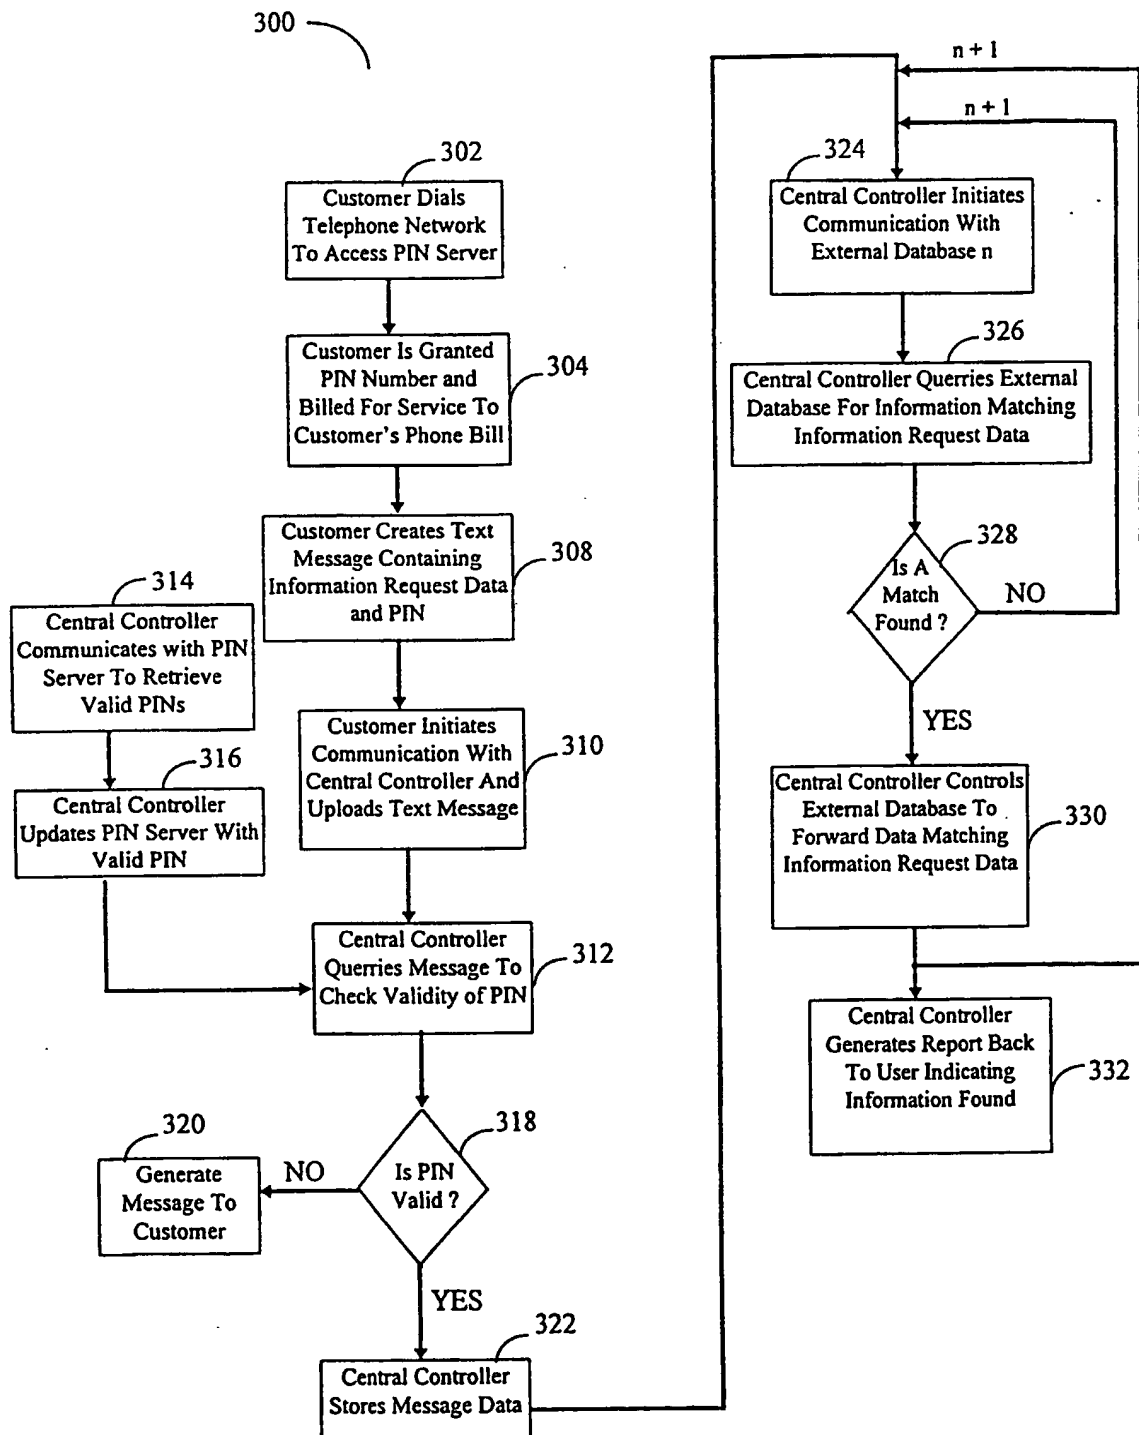 300
302
Customer Dials
Telephone Network
To Access PIN Server
Customer Is Granted
PIN Number and
Billed For Service To
Customer's Phone Bill
304
Customer Creates Text
Message Containing
Information Request Data
and PIN
308
314
Central Controller
Communicates with PIN
Server To Retrieve
Valid PINs
Customer Initiates
Communication With
Central Controller And
Uploads Text Message
310
316
Central Controller
Updates PIN Server With
Valid PIN
Central Controller
Querries Message To
Check Validity of PIN
312
318
Is PIN
Valid ?
NO
320
Generate
Message To
Customer
YES
322
Central Controller
Stores Message Data
n + 1
n + 1
324
Central Controller Initiates
Communication With
External Database n
326
Central Controller Querries External
Database For Information Matching
Information Request Data
328
Is A
Match
Found ?
NO
YES
Central Controller Controls
External Database To
Forward Data Matching
Information Request Data
330
Central Controller
Generates Report Back
To User Indicating
Information Found
332